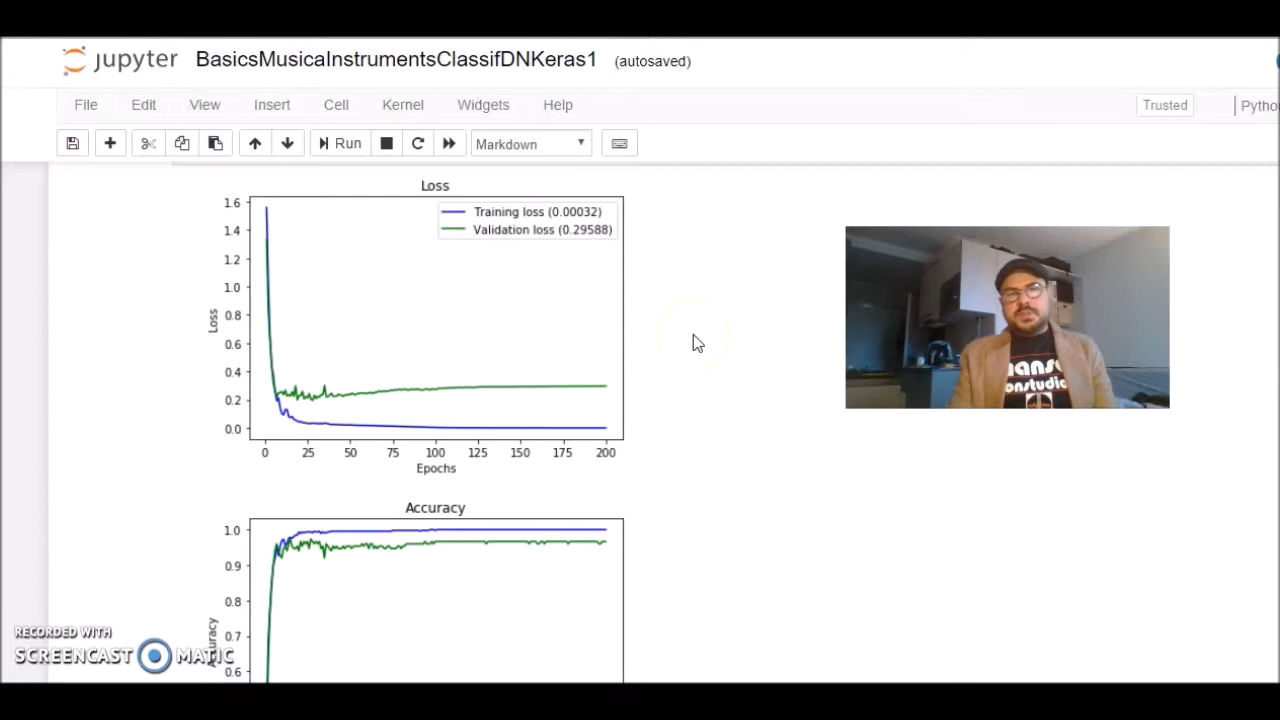 jupyter BasicsMusicaInstrumentsClassifDNKeras1 (autosaved)
File Edit View Insert Cell Kernel Widgets Help Trusted Pytho
Run Markdown
Loss
1.6
1.4
1.2
1.0
0.8
0.6
0.4
0.2
0.0
Loss
Training loss (0.00032)
Validation loss (0.29588)
0 25 50 75 100 125 150 175 200
Epochs
Accuracy
1.0
0.9
0.8
0.7
0.6
Accuracy
onstudio
RECORDED WITH
SCREENCAST MATIC